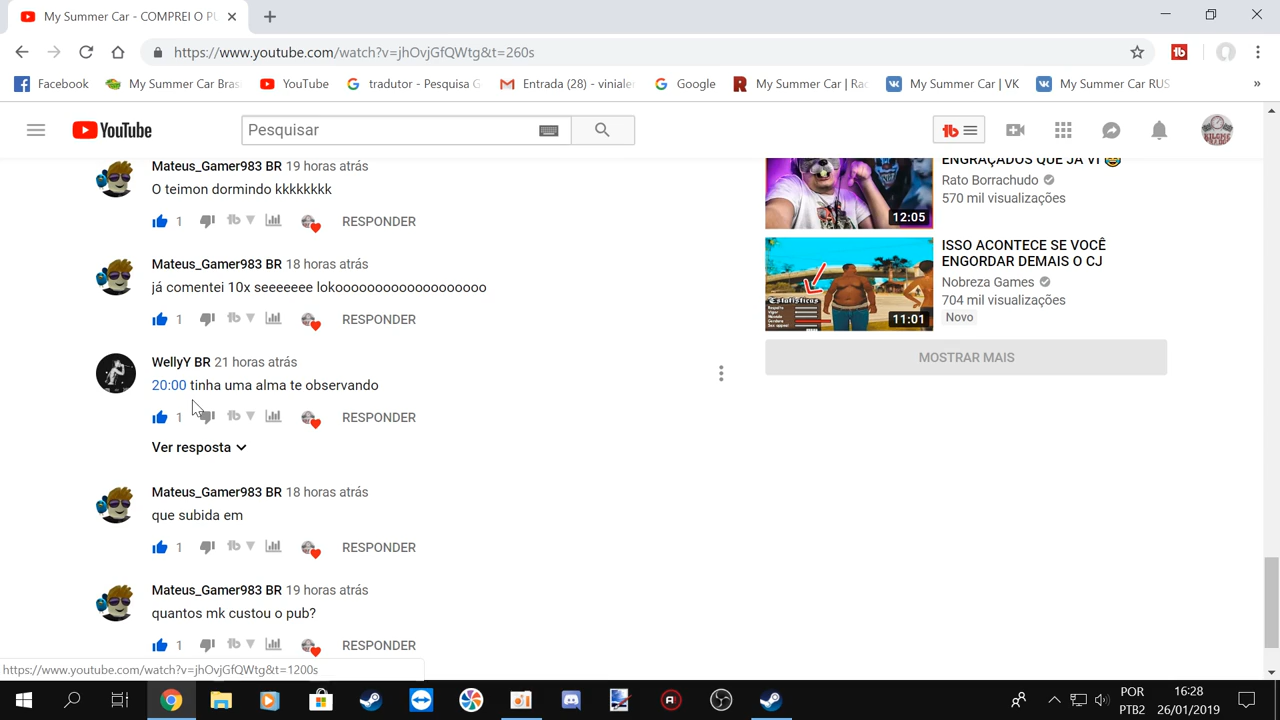 My Summer Car - COMPREI O PU
https://www.youtube.com/watch?v=jhOvjGfQWtg&t=260s
Facebook
My Summer Car Bras
YouTube
tradutor - Pesquisa G
Entrada (28) - vinialer
Google
My Summer Car | Rac
My Summer Car | VK
My Summer Car RUS
»
YouTube
Pesquisar
Mateus_Gamer983 BR 19 horas atrás
O teimon dormindo kkkkkkkk
1 RESPONDER
Mateus_Gamer983 BR 18 horas atrás
já comentei 10x seeeeeee lokooooooooooooooooooo
1 RESPONDER
WellyY BR 21 horas atrás
20:00 tinha uma alma te observando
1 RESPONDER
Ver resposta
Mateus_Gamer983 BR 18 horas atrás
que subida em
1 RESPONDER
Mateus_Gamer983 BR 19 horas atrás
quantos mk custou o pub?
1 RESPONDER
ENGRAÇADOS QUE JÁ VI
Rato Borrachudo
570 mil visualizações
12:05
ISSO ACONTECE SE VOCÊ
ENGORDAR DEMAIS O CJ
Nobreza Games
704 mil visualizações
Novo
Estatísticas
11:01
MOSTRAR MAIS
https://www.youtube.com/watch?v=jhOvjGfQWtg&t=1200s
POR
PTB2
16:28
26/01/2019